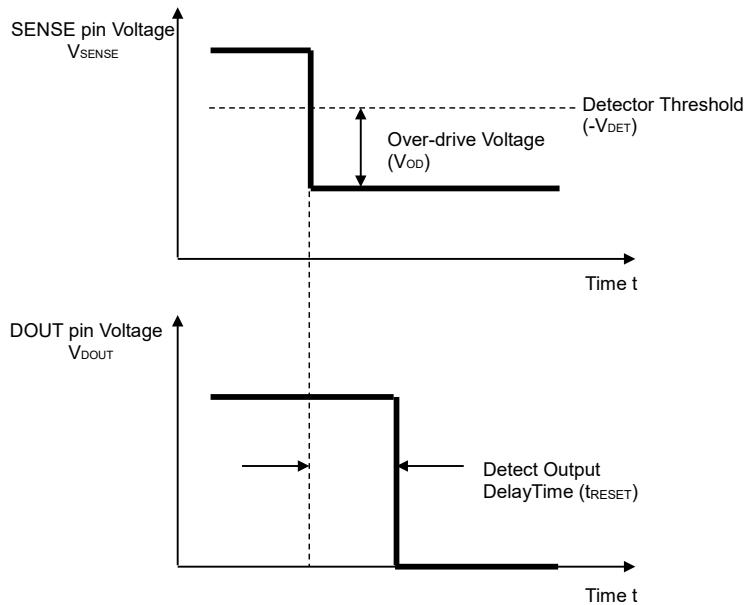 SENSE pin Voltage
VSENSE
Detector Threshold
(-VDET)
Over-drive Voltage
(VOD)
Time t
DOUT pin Voltage
VDOUT
Detect Output
DelayTime (tRESET)
Time t